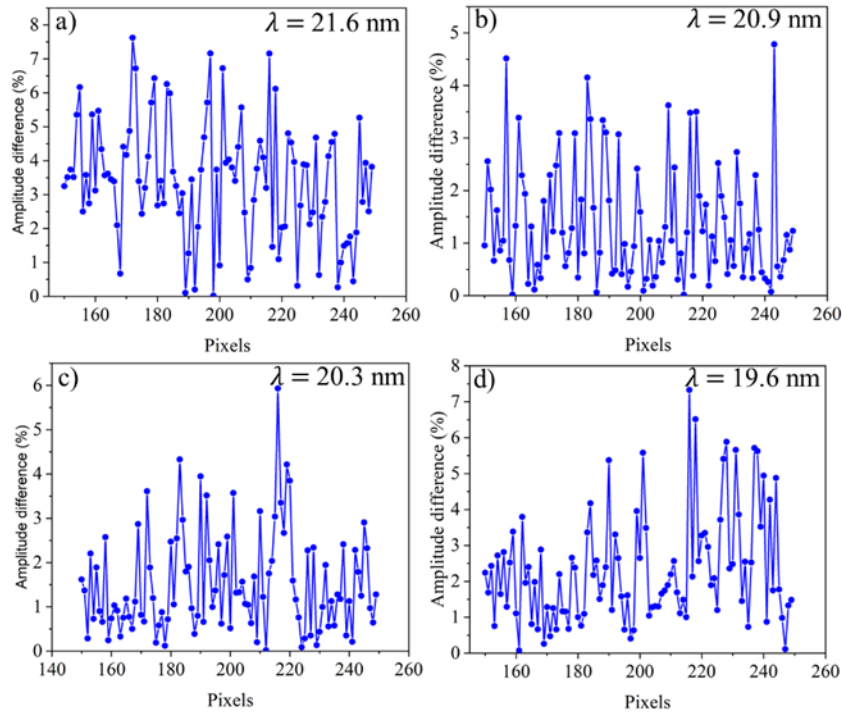 a)
λ = 21.6 nm
Amplitude difference (%)
8
7
6
5
4
3
2
1
0
160 180 200 220 240 260
Pixels
b)
λ = 20.9 nm
Amplitude difference (%)
5
4
3
2
1
0
160 180 200 220 240 260
Pixels
c)
λ = 20.3 nm
Amplitude difference (%)
6
5
4
3
2
1
0
140 160 180 200 220 240 260
Pixels
d)
λ = 19.6 nm
Amplitude difference (%)
8
7
6
5
4
3
2
1
0
160 180 200 220 240 260
Pixels